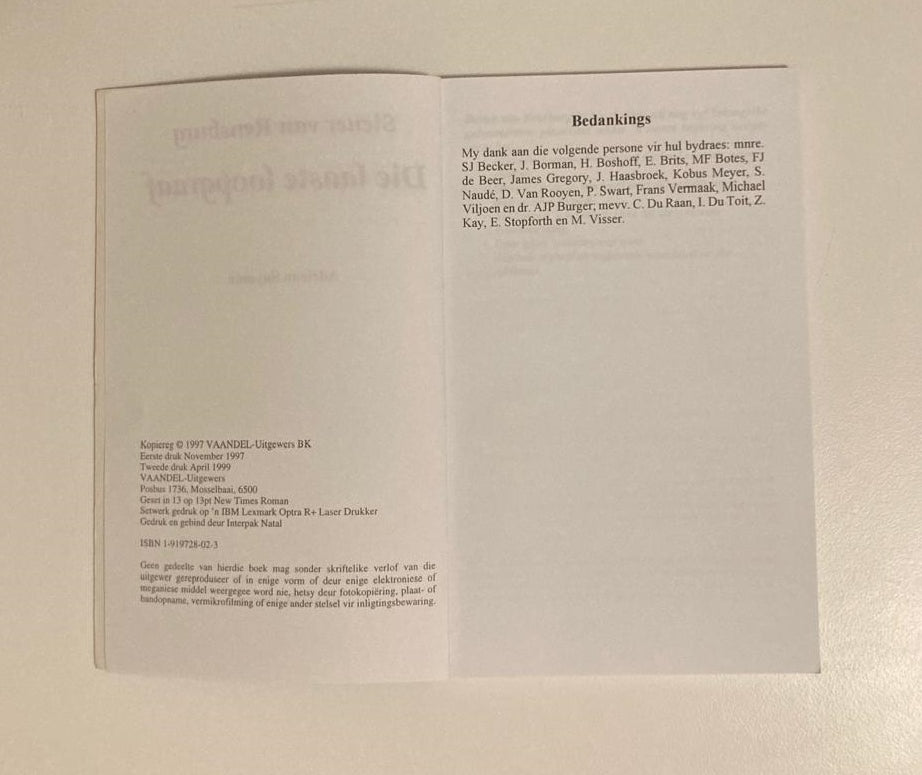 Kopiereg © 1997 VAANDEL-Uitgewers BK
Eerste druk November 1997
Tweede druk April 1999
VAANDEL-Uitgewers
Posbus 1736, Mosselbaai, 6500
Geset in 13 op 13pt New Times Roman
Setwerk gedruk op 'n IBM Lexmark Optra R+ Laser Drukker
Gedruk en gebind deur Interpak Natal
ISBN 1-919728-02-3
Geen gedeelte van hierdie boek mag sonder skriftelike verlof van die
uitgewer gereproduseer of in enige vorm of deur enige elektroniese of
meganiese middel weergegee word nie, hetsy deur fotokopiëring, plaat- of
bandopname, vermikrofilming of enige ander stelsel vir inligtingsbewaring.
Bedankings
My dank aan die volgende persone vir hul bydraes: mnre.
SJ Becker, J. Borman, H. Boshoff, E. Brits, MF Botes, FJ
de Beer, James Gregory, J. Haasbroek, Kobus Meyer, S.
Naudé, D. Van Rooyen, P. Swart, Frans Vermaak, Michael
Viljoen en dr. AJP Burger; mevv. C. Du Raan, I. Du Toit, Z.
Kay, E. Stopforth en M. Visser.